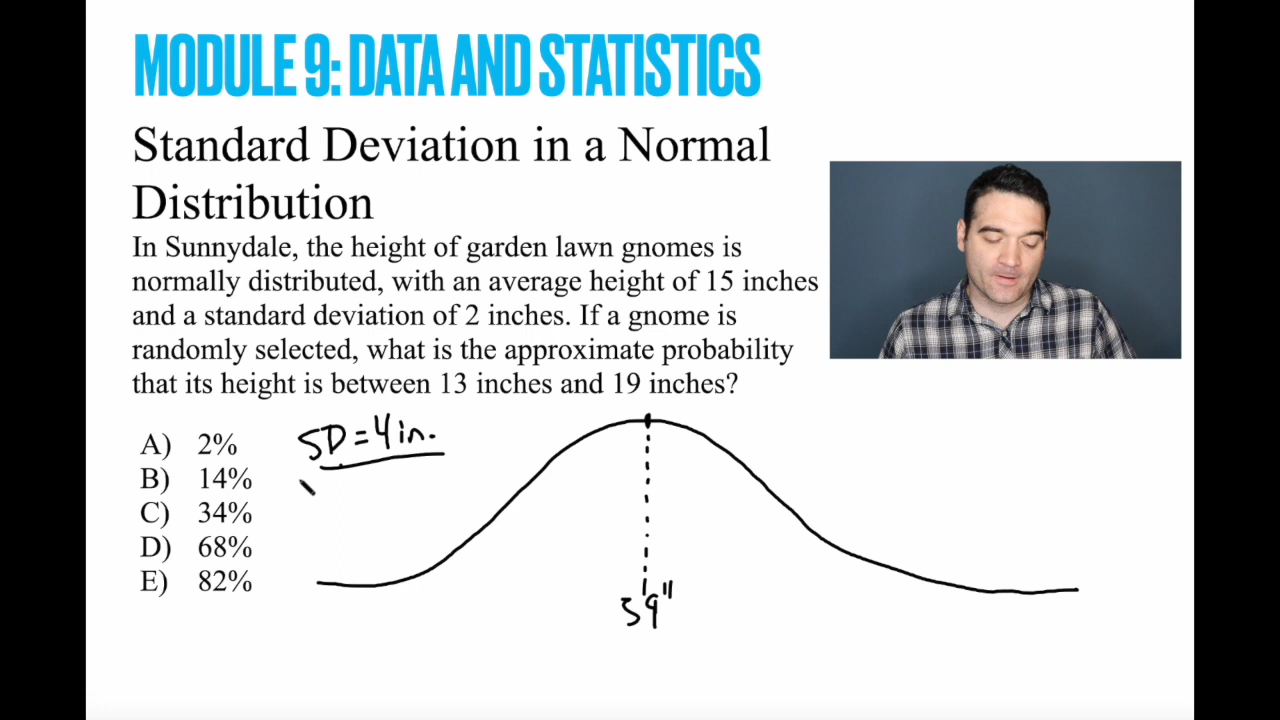 MODULE 9: DATA AND STATISTICS
Standard Deviation in a Normal
Distribution
In Sunnydale, the height of garden lawn gnomes is
normally distributed, with an average height of 15 inches
and a standard deviation of 2 inches. If a gnome is
randomly selected, what is the approximate probability
that its height is between 13 inches and 19 inches?
A) 2%
B) 14%
C) 34%
D) 68%
E) 82%
SD=4in.
59"